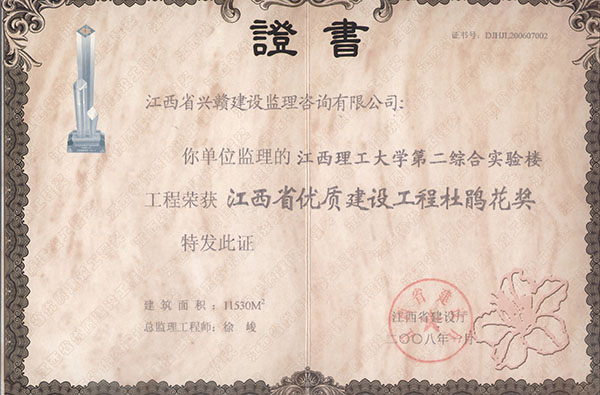 證書
证书号：DJHJL200607002
江西省兴赣建设监理咨询有限公司：
你单位监理的 江西理工大学第二综合实验楼
工程荣获 江西省优质建设工程杜鹃花奖
特发此证
建筑面积：11530M²
总监理工程师：徐峻
江西省建设厅
二〇〇八年 月